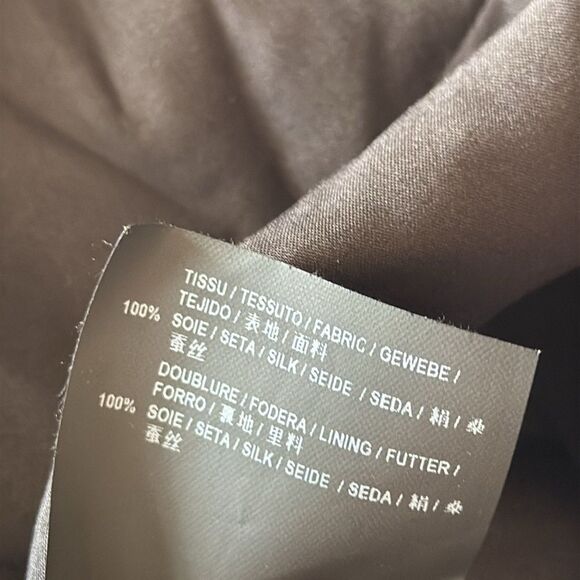 TISSU / TESSUTO / FABRIC / GEWEBE /
TEJIDO / 表地 / 面料
100% SOIE / SETA / SILK / SEIDE / SEDA / 絹 / 桑
蚕丝
DOUBLURE / FODERA / LINING / FUTTER /
FORRO / 裏地 / 里料
100% SOIE / SETA / SILK / SEIDE / SEDA / 絹 / 桑
蚕丝